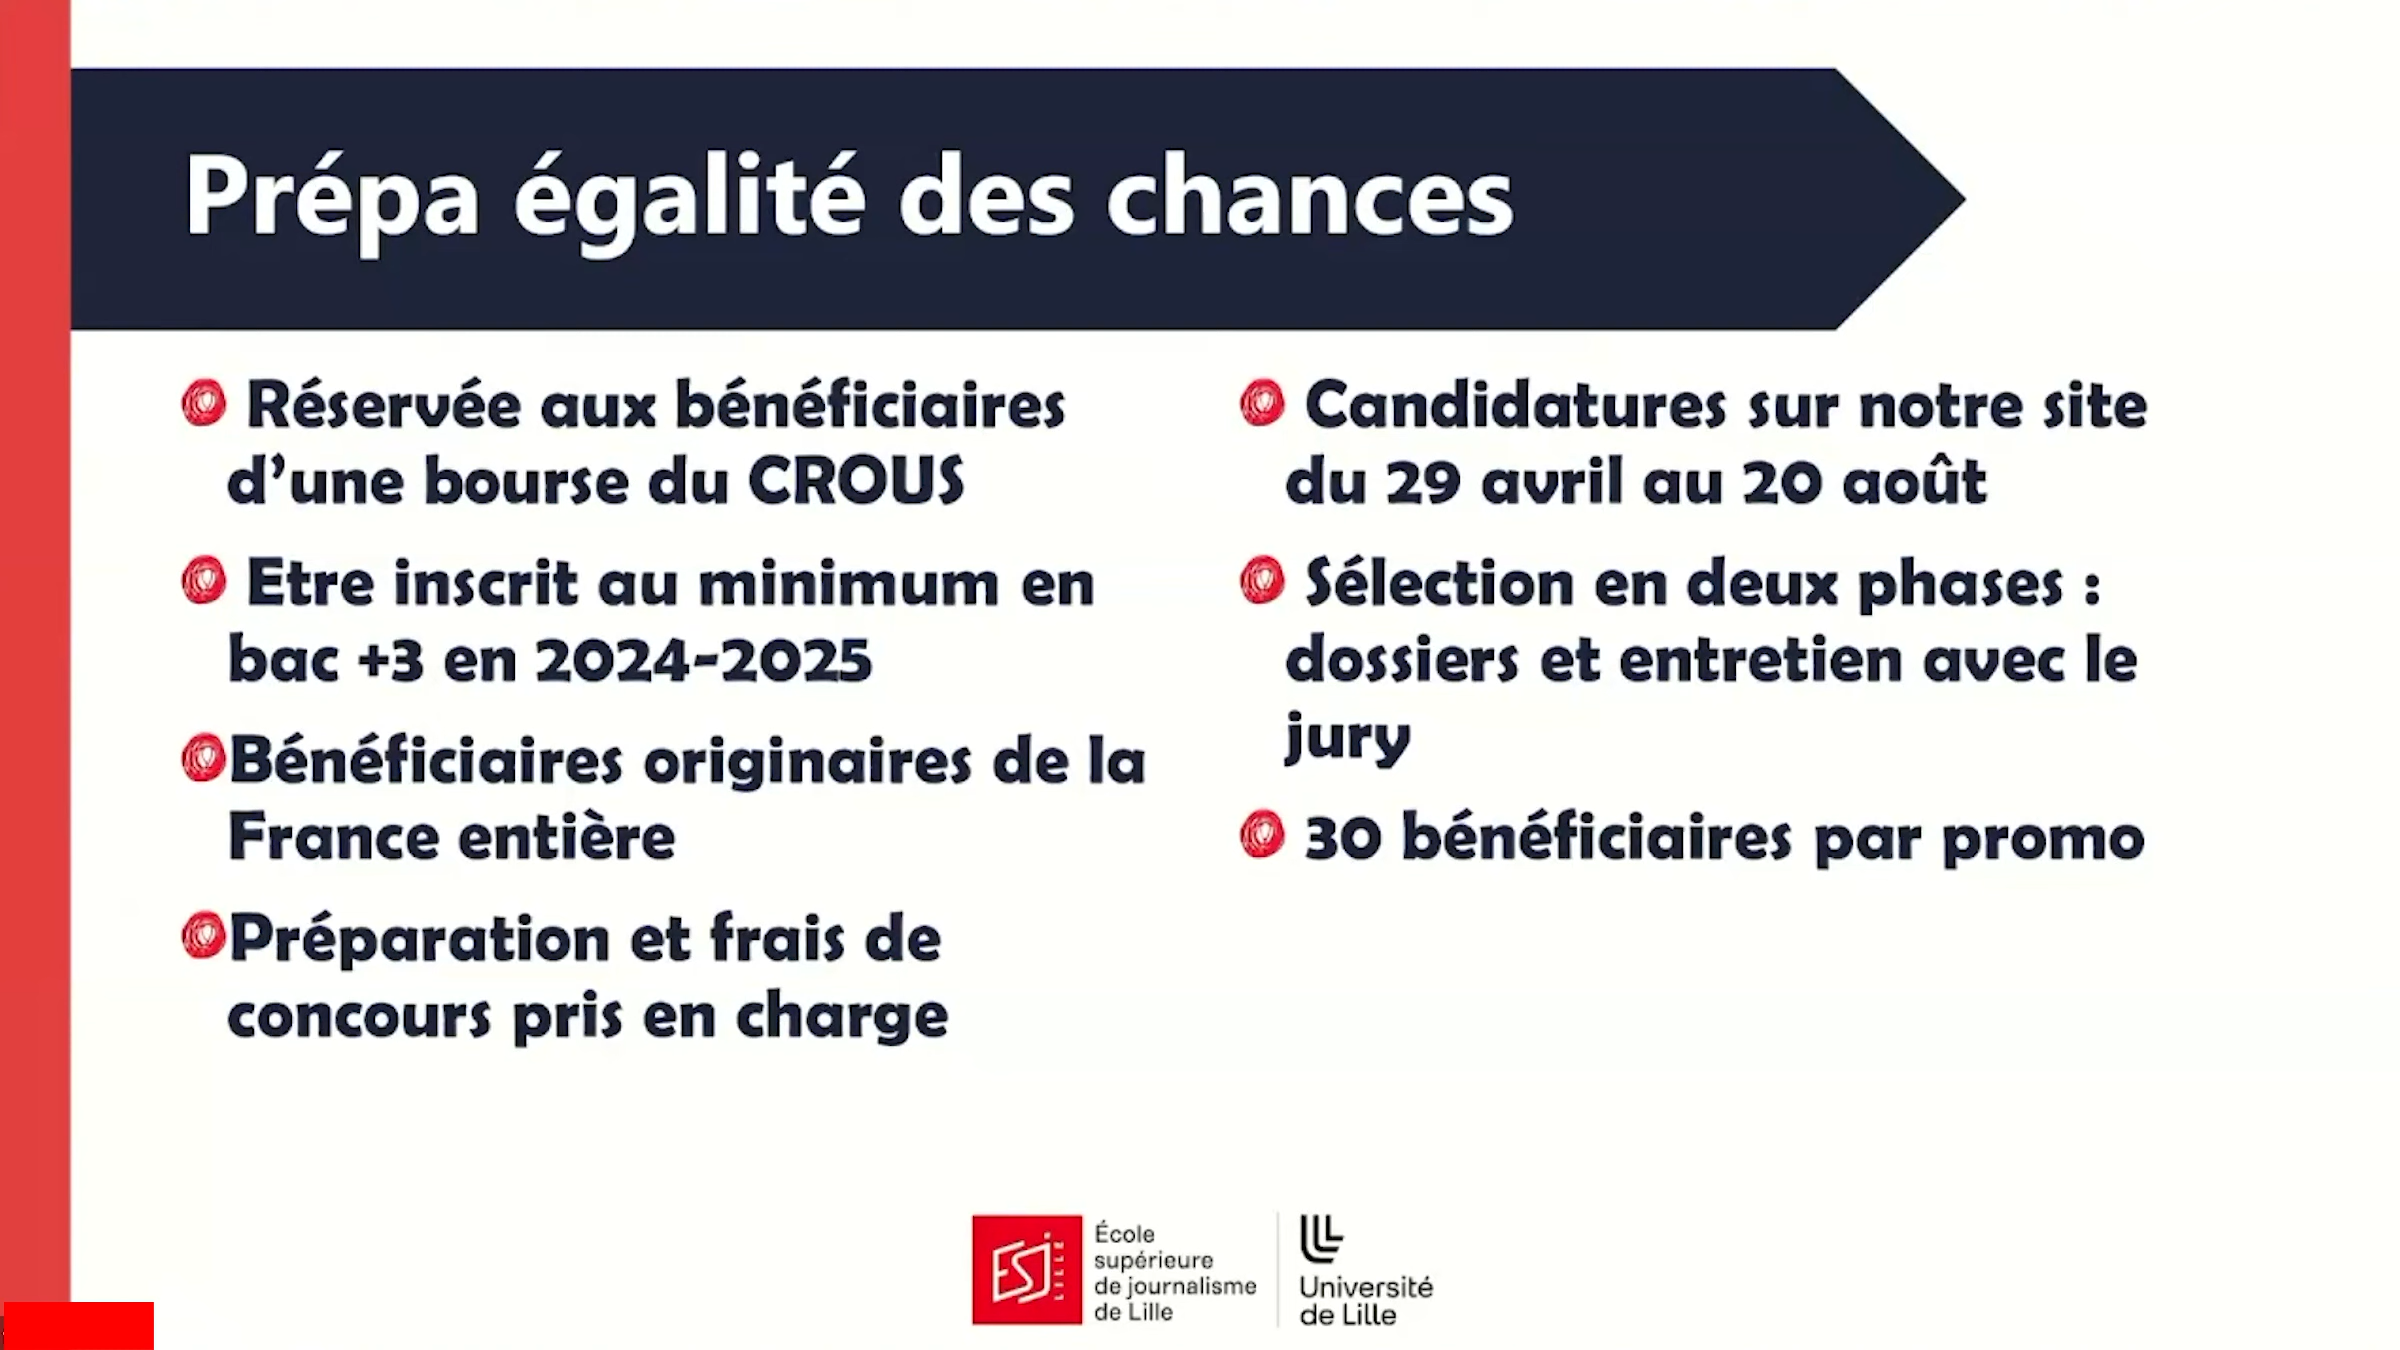 Prépa égalité des chances
Réservée aux bénéficiaires
d’une bourse du CROUS
Etre inscrit au minimum en
bac +3 en 2024-2025
Bénéficiaires originaires de la
France entière
Préparation et frais de
concours pris en charge
Candidatures sur notre site
du 29 avril au 20 août
Sélection en deux phases :
dossiers et entretien avec le
jury
30 bénéficiaires par promo
ESJ LILLE
École
supérieure
de journalisme
de Lille
Université
de Lille